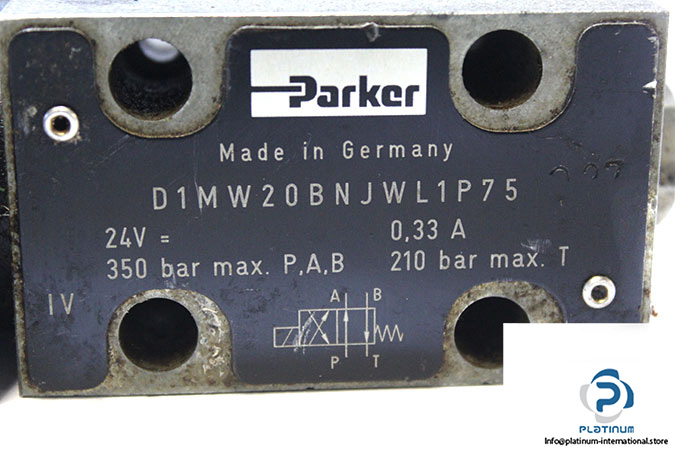 Parker
Made in Germany
D1MW20BNJWL1P75
24V = 0,33 A
350 bar max. P,A,B 210 bar max. T
IV
A B
P T
PLATINUM
Info@platinum-international.store